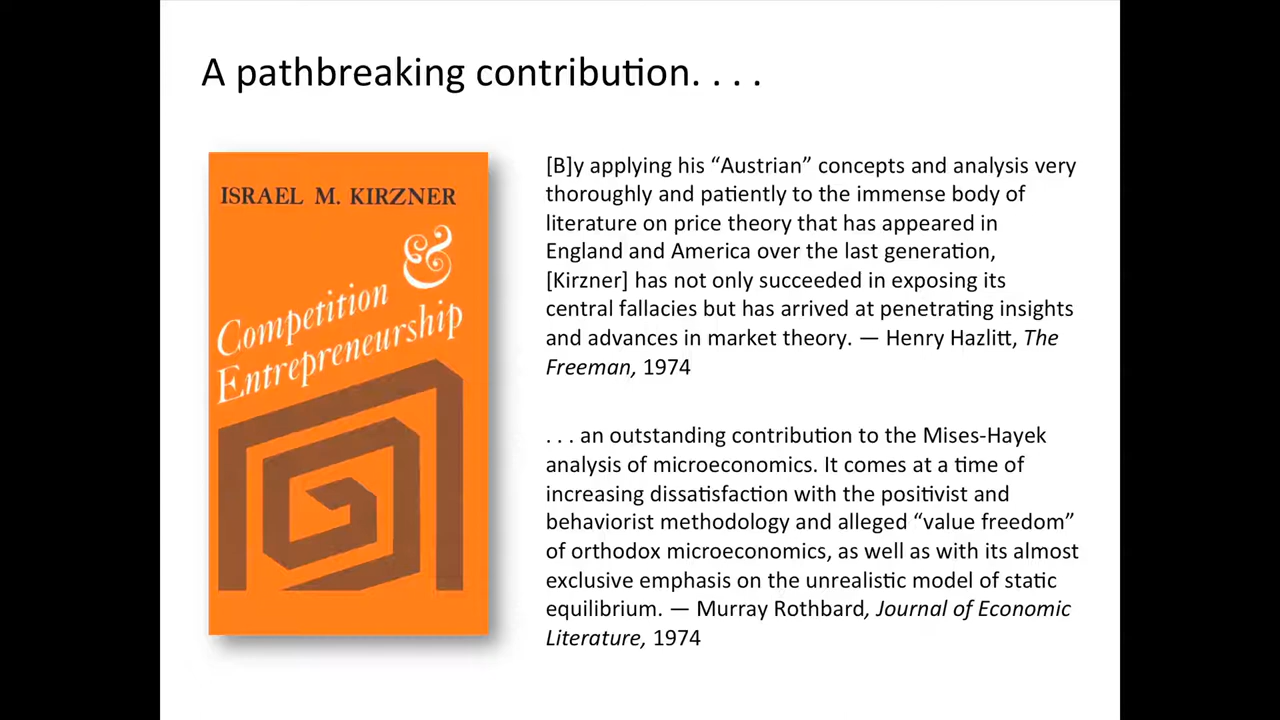 A pathbreaking contribution. . . .
ISRAEL M. KIRZNER
&
Competition
Entrepreneurship
[B]y applying his “Austrian” concepts and analysis very
thoroughly and patiently to the immense body of
literature on price theory that has appeared in
England and America over the last generation,
[Kirzner] has not only succeeded in exposing its
central fallacies but has arrived at penetrating insights
and advances in market theory. — Henry Hazlitt, The
Freeman, 1974
. . . an outstanding contribution to the Mises-Hayek
analysis of microeconomics. It comes at a time of
increasing dissatisfaction with the positivist and
behaviorist methodology and alleged “value freedom”
of orthodox microeconomics, as well as with its almost
exclusive emphasis on the unrealistic model of static
equilibrium. — Murray Rothbard, Journal of Economic
Literature, 1974